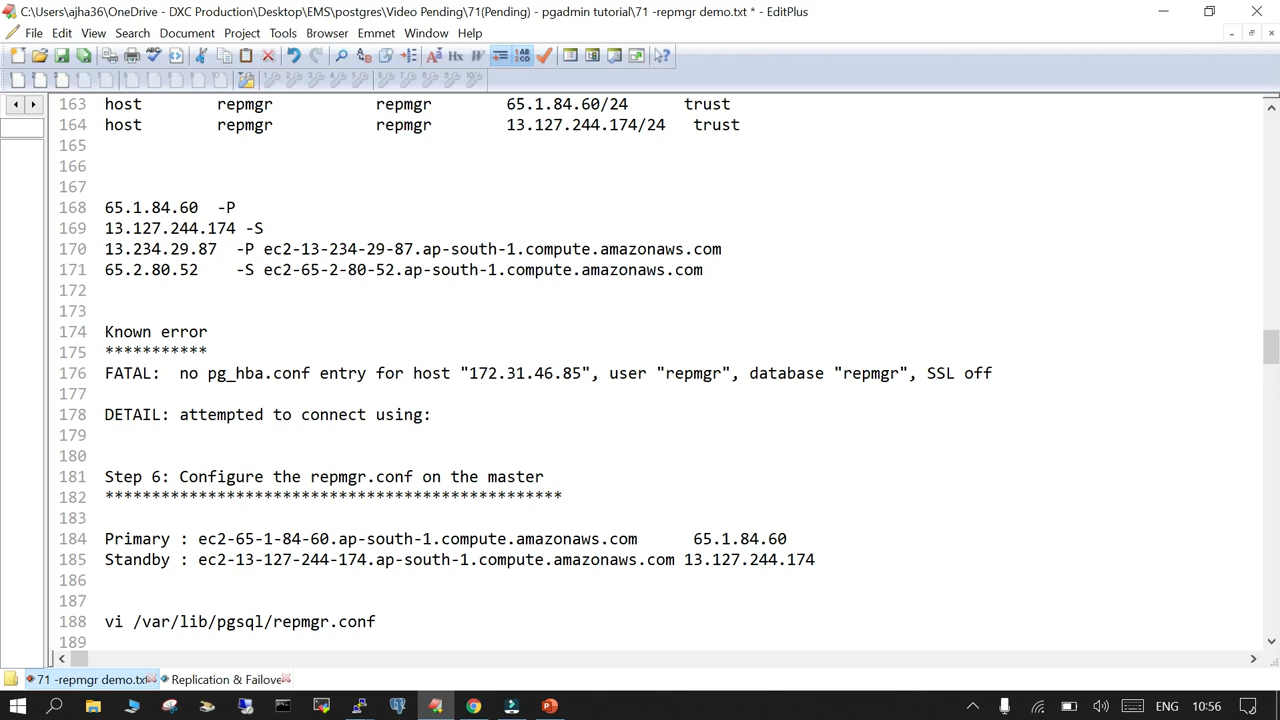 C:\Users\ajha36\OneDrive - DXC Production\Desktop\EMS\postgres\Video Pending\71(Pending) - pgadmin tutorial\71 -repmgr demo.txt * - EditPlus
File Edit View Search Document Project Tools Browser Emmet Window Help
163 host repmgr repmgr 65.1.84.60/24 trust
164 host repmgr repmgr 13.127.244.174/24 trust
165
166
167
168 65.1.84.60 -P
169 13.127.244.174 -S
170 13.234.29.87 -P ec2-13-234-29-87.ap-south-1.compute.amazonaws.com
171 65.2.80.52 -S ec2-65-2-80-52.ap-south-1.compute.amazonaws.com
172
173
174 Known error
175 ***********
176 FATAL: no pg_hba.conf entry for host "172.31.46.85", user "repmgr", database "repmgr", SSL off
177
178 DETAIL: attempted to connect using:
179
180
181 Step 6: Configure the repmgr.conf on the master
182 *************************************************
183
184 Primary : ec2-65-1-84-60.ap-south-1.compute.amazonaws.com 65.1.84.60
185 Standby : ec2-13-127-244-174.ap-south-1.compute.amazonaws.com 13.127.244.174
186
187
188 vi /var/lib/pgsql/repmgr.conf
189
71 -repmgr demo.txt Replication & Failove
ENG 10:56